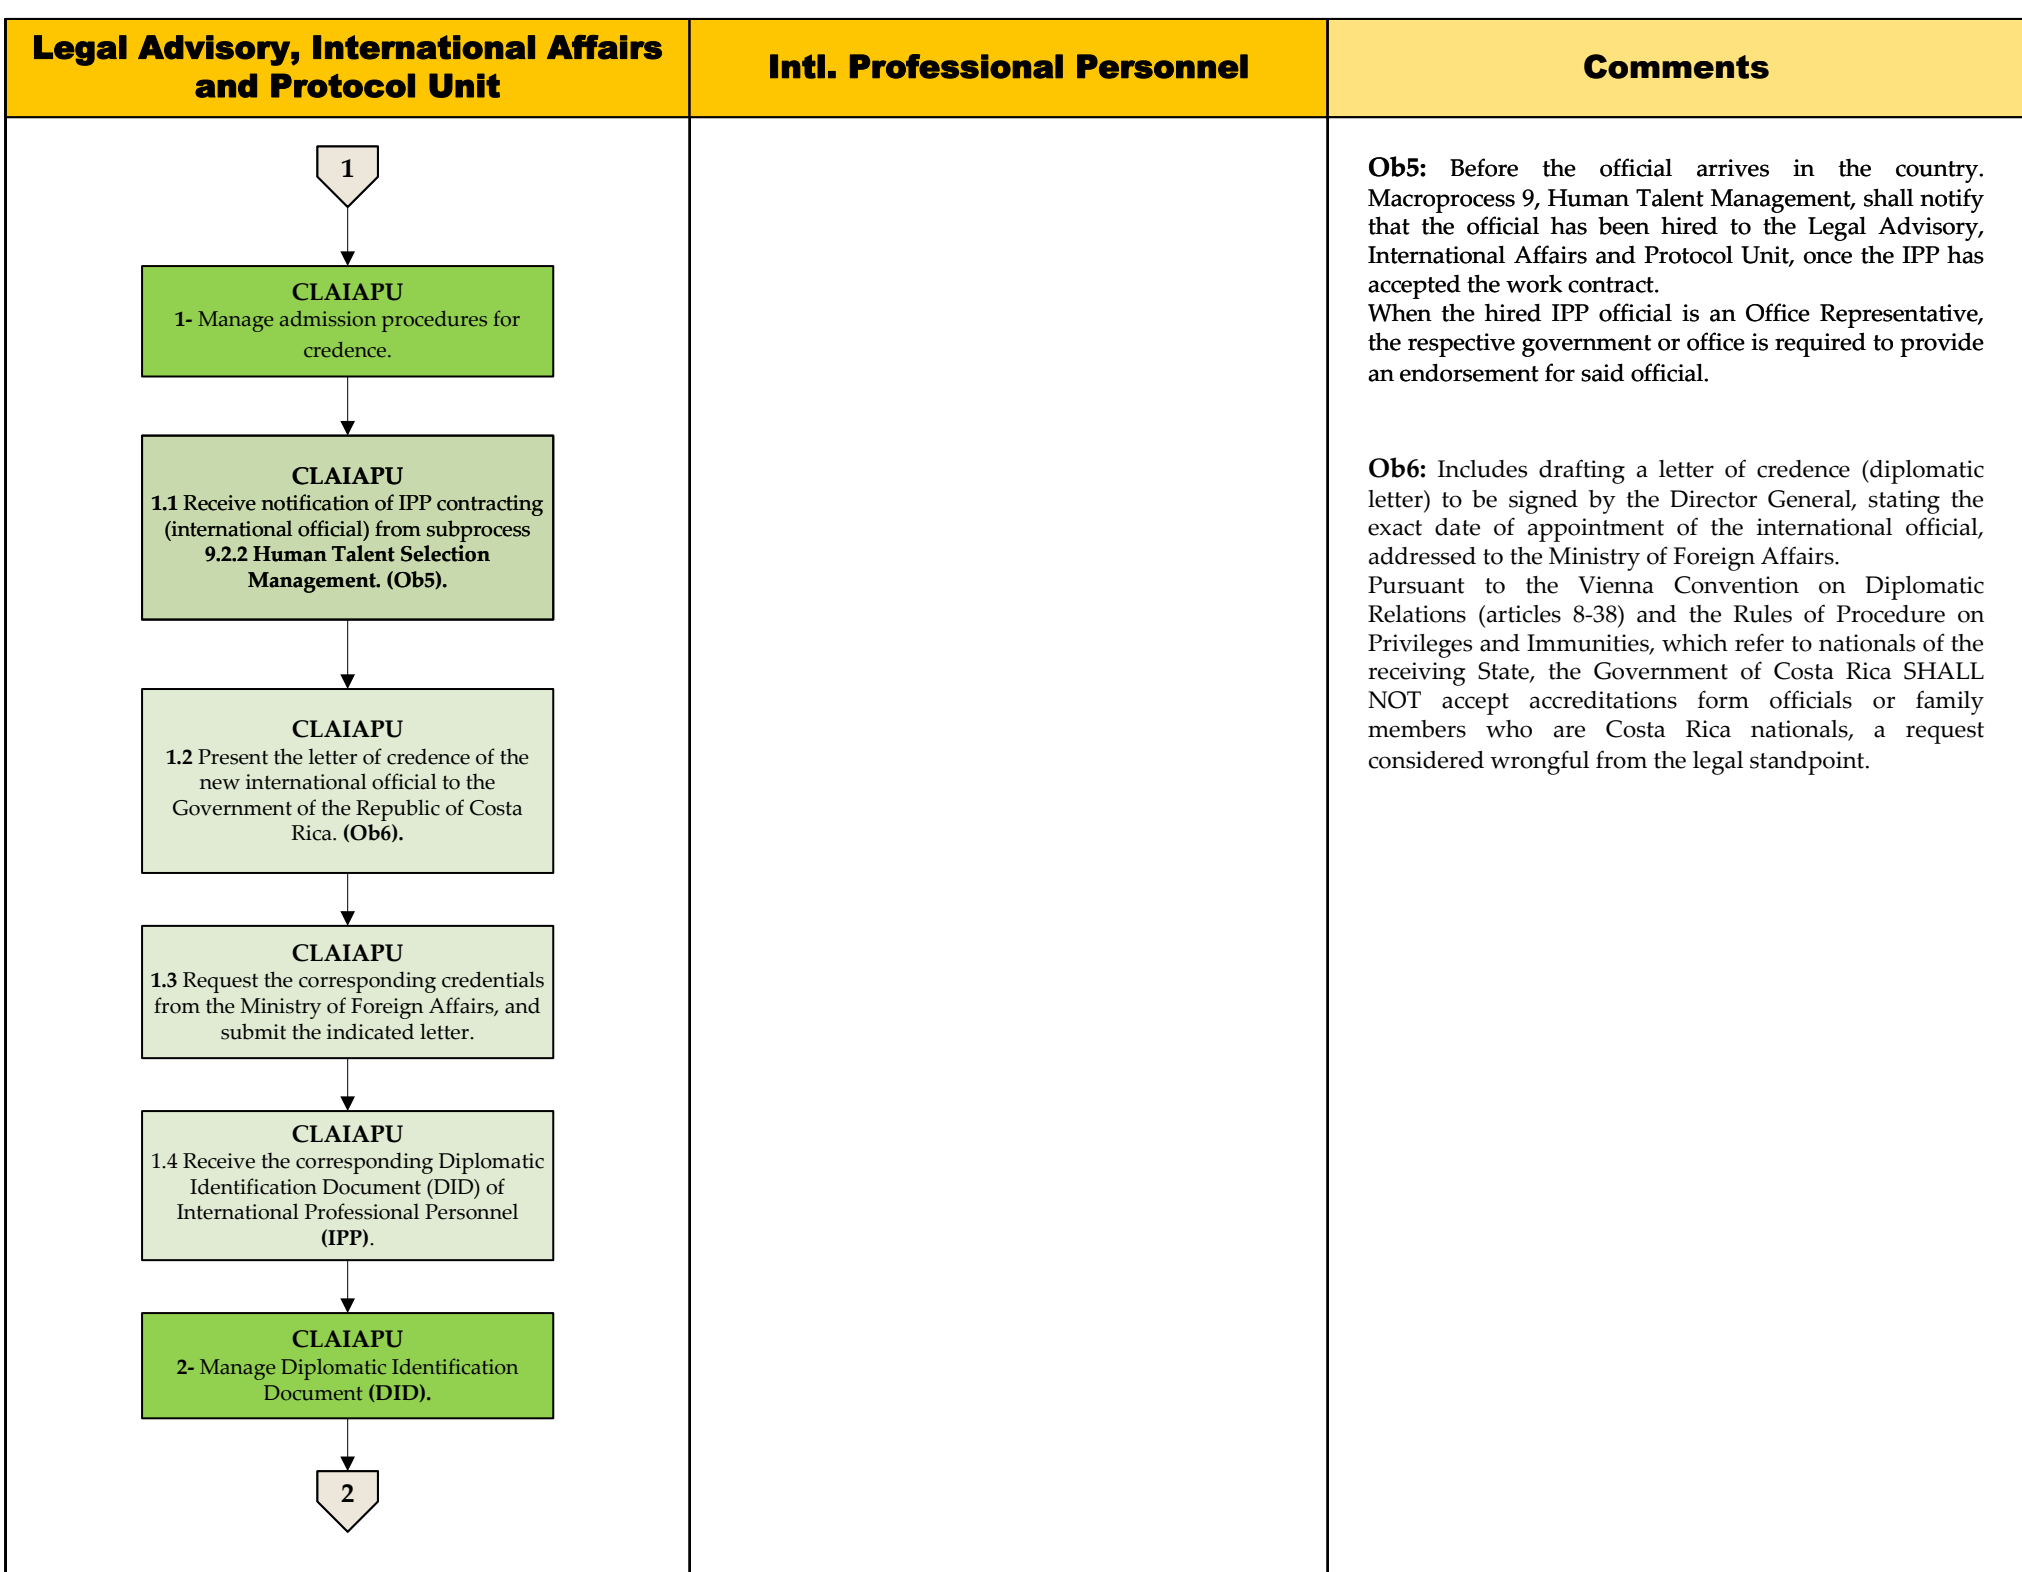 Legal Advisory, International Affairs
and Protocol Unit
Intl. Professional Personnel
Comments
1
CLAIAPU
1- Manage admission procedures for
credence.
CLAIAPU
1.1 Receive notification of IPP contracting
(international official) from subprocess
9.2.2 Human Talent Selection
Management. (Ob5).
CLAIAPU
1.2 Present the letter of credence of the
new international official to the
Government of the Republic of Costa
Rica. (Ob6).
CLAIAPU
1.3 Request the corresponding credentials
from the Ministry of Foreign Affairs, and
submit the indicated letter.
CLAIAPU
1.4 Receive the corresponding Diplomatic
Identification Document (DID) of
International Professional Personnel
(IPP).
CLAIAPU
2- Manage Diplomatic Identification
Document (DID).
2
Ob5: Before the official arrives in the country.
Macroprocess 9, Human Talent Management, shall notify
that the official has been hired to the Legal Advisory,
International Affairs and Protocol Unit, once the IPP has
accepted the work contract.
When the hired IPP official is an Office Representative,
the respective government or office is required to provide
an endorsement for said official.
Ob6: Includes drafting a letter of credence (diplomatic
letter) to be signed by the Director General, stating the
exact date of appointment of the international official,
addressed to the Ministry of Foreign Affairs.
Pursuant to the Vienna Convention on Diplomatic
Relations (articles 8-38) and the Rules of Procedure on
Privileges and Immunities, which refer to nationals of the
receiving State, the Government of Costa Rica SHALL
NOT accept accreditations form officials or family
members who are Costa Rica nationals, a request
considered wrongful from the legal standpoint.